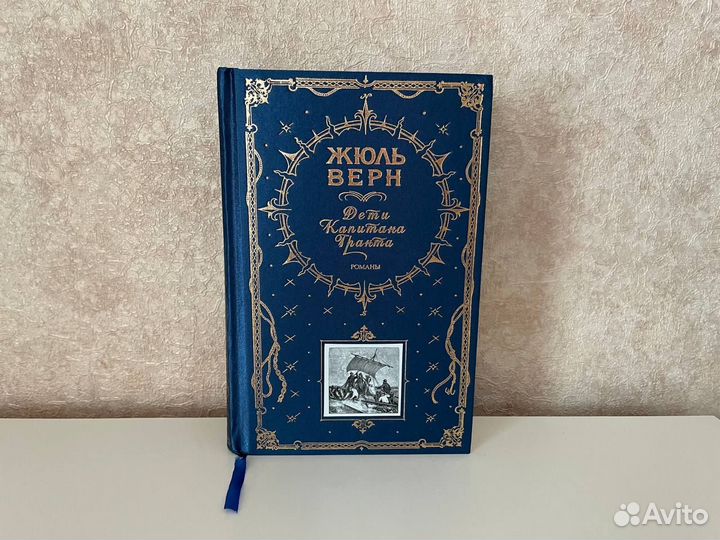 ЖЮЛЬ
ВЕРН
Дети
Капитана
Гранта
РОМАНЫ
Avito